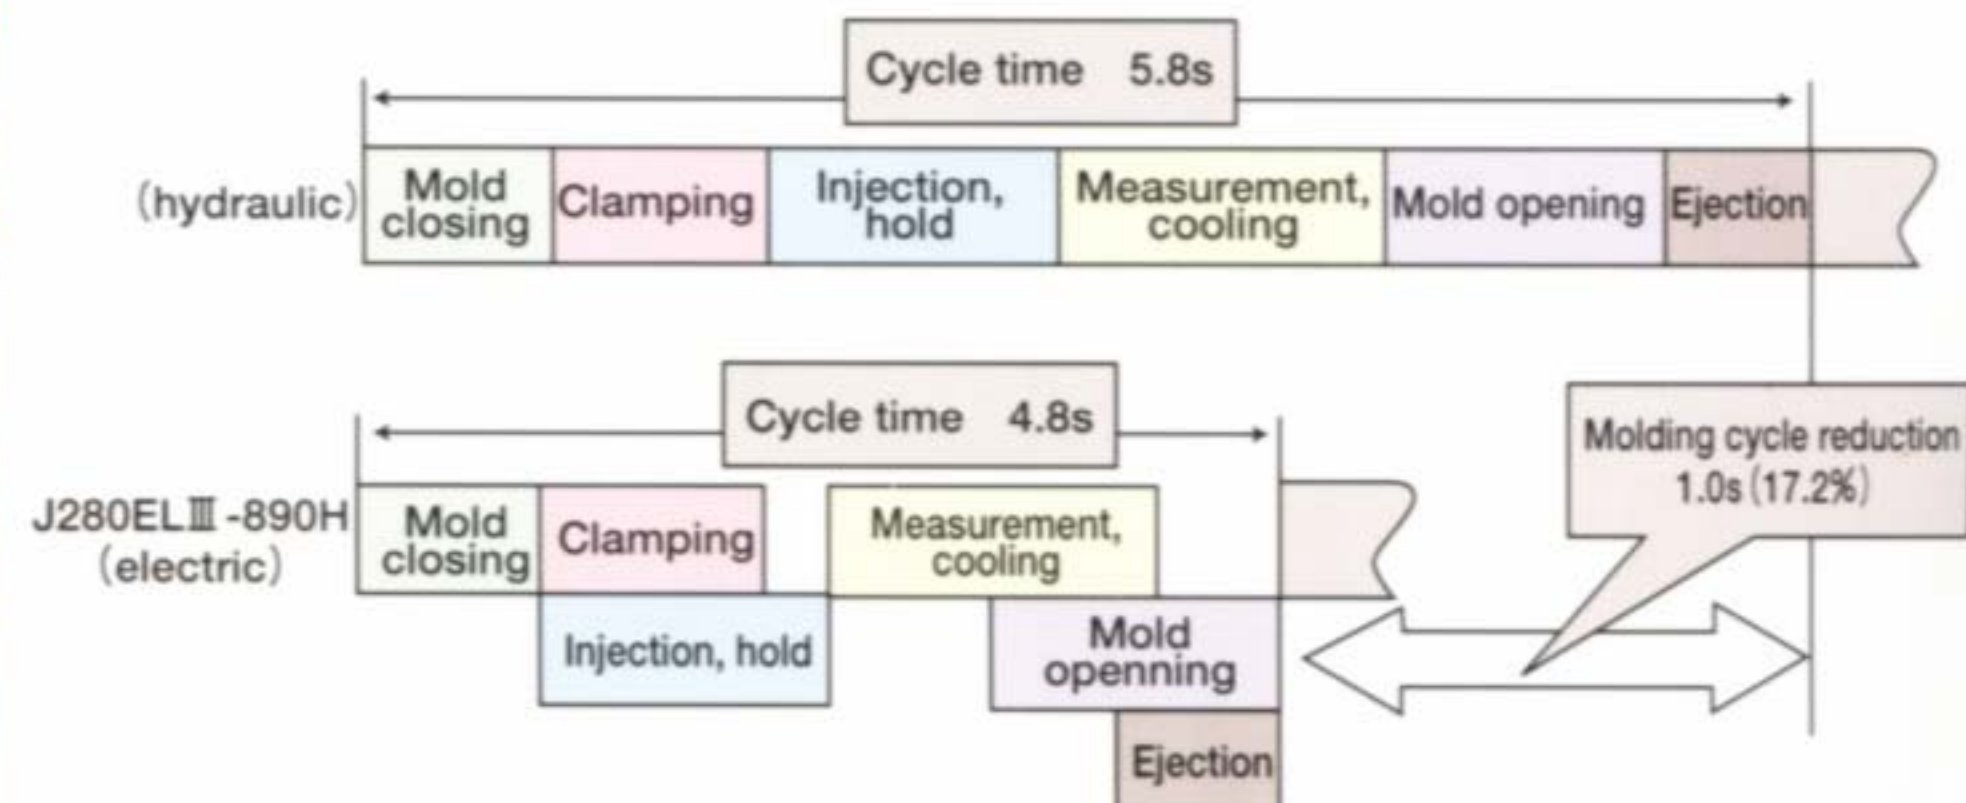 Cycle time 5.8s
(hydraulic)
Mold
closing
Clamping
Injection,
hold
Measurement,
cooling
Mold opening
Ejection
Cycle time 4.8s
Molding cycle reduction
1.0s (17.2%)
J280ELⅢ-890H
(electric)
Mold
closing
Clamping
Measurement,
cooling
Injection, hold
Mold
openning
Ejection